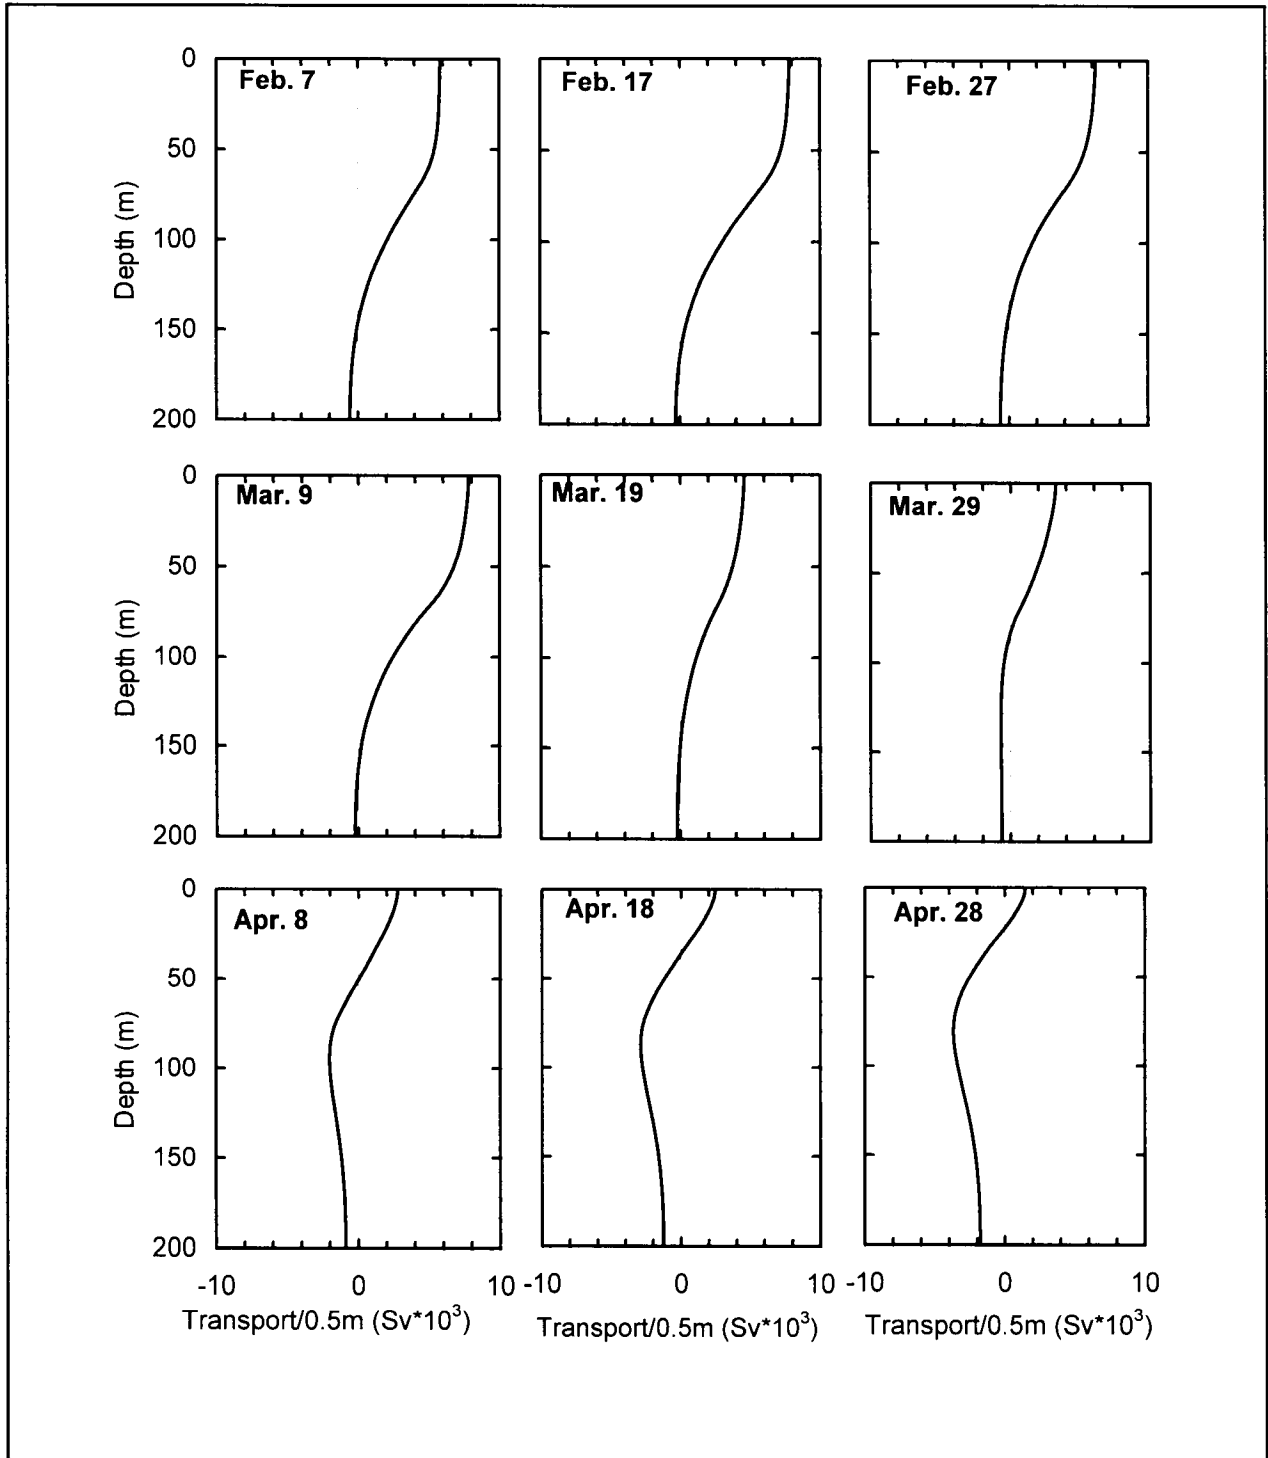 0
50
100
150
200
Depth (m)
Feb. 7
Feb. 17
Feb. 27
0
50
100
150
200
Depth (m)
Mar. 9
Mar. 19
Mar. 29
0
50
100
150
200
Depth (m)
Apr. 8
Apr. 18
Apr. 28
-10 0 10
-10 0 10
-10 0 10
Transport/0.5m (Sv*10³)
Transport/0.5m (Sv*10³)
Transport/0.5m (Sv*10³)